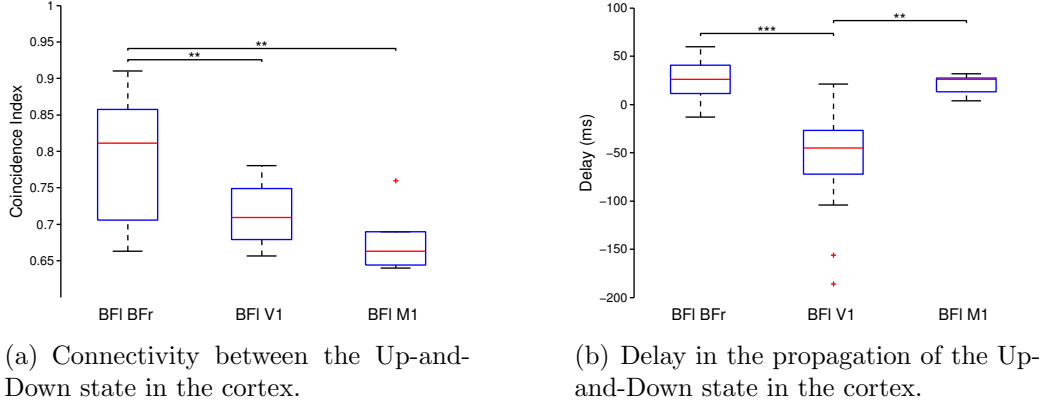 1
0.95
0.9
0.85
0.8
0.75
0.7
0.65
Coincidence Index
**
**
BFl BFr
BFl V1
BFl M1
(a) Connectivity between the Up-and-
Down state in the cortex.
100
50
0
−50
−100
−150
−200
Delay (ms)
***
**
BFl BFr
BFl V1
BFl M1
(b) Delay in the propagation of the Up-
and-Down state in the cortex.